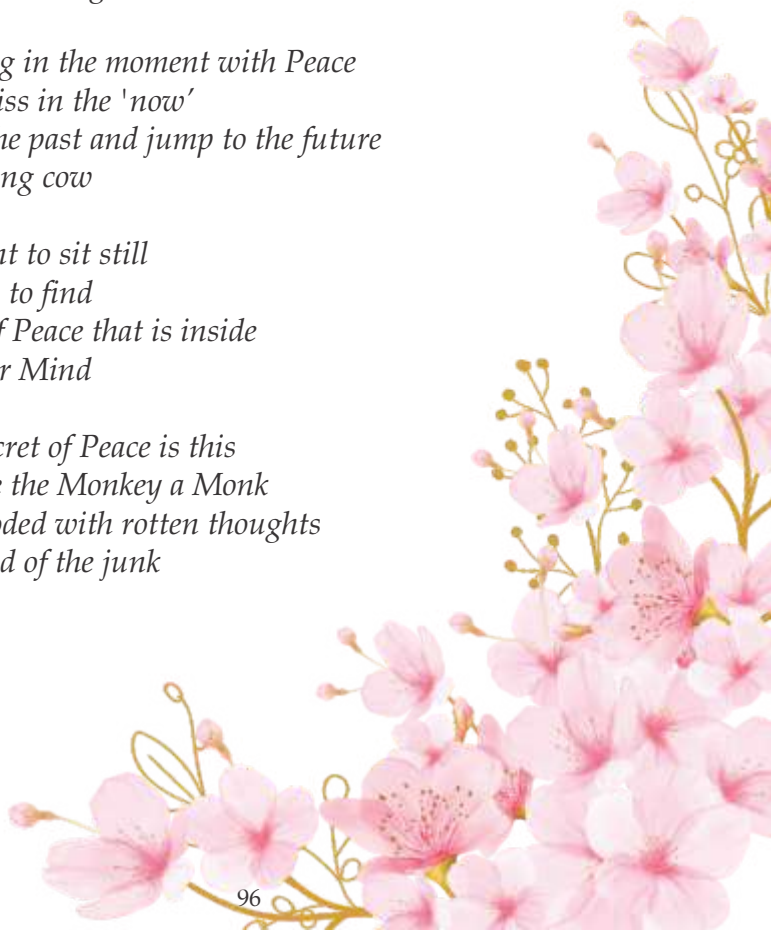 g in the moment with Peace
iss in the 'now’
he past and jump to the future
ng cow
nt to sit still
to find
f Peace that is inside
r Mind
cret of Peace is this
e the Monkey a Monk
oded with rotten thoughts
d of the junk
96